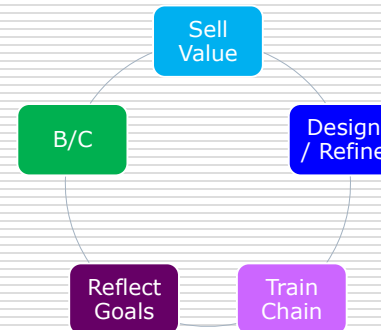 Sell
Value
Design
/ Refine
Train
Chain
Reflect
Goals
B/C